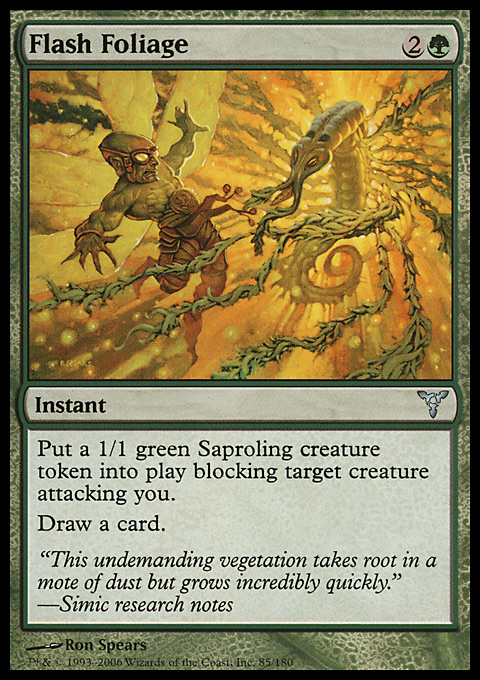 Flash Foliage 2
R.SPEARS
Instant
Put a 1/1 green Saproling creature
token into play blocking target creature
attacking you.
Draw a card.
“This undemanding vegetation takes root in a
mote of dust but grows incredibly quickly.”
—Simic research notes
Ron Spears
™ & © 1993–2006 Wizards of the Coast, Inc. 85/180